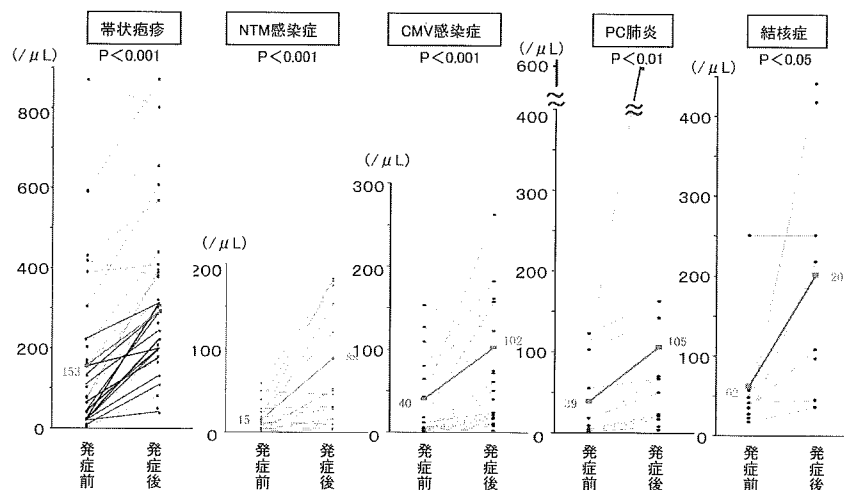 帯状疱疹
P<0.001
(/μL)
800
600
400
200
0
153
発症前
発症後
NTM感染症
P<0.001
(/μL)
200
100
0
15
88
発症前
発症後
CMV感染症
P<0.001
(/μL)
300
200
100
0
40
102
発症前
発症後
PC肺炎
P<0.01
(/μL)
600
400
300
200
100
0
39
105
発症前
発症後
結核症
P<0.05
(/μL)
400
300
200
100
0
62
20
発症前
発症後